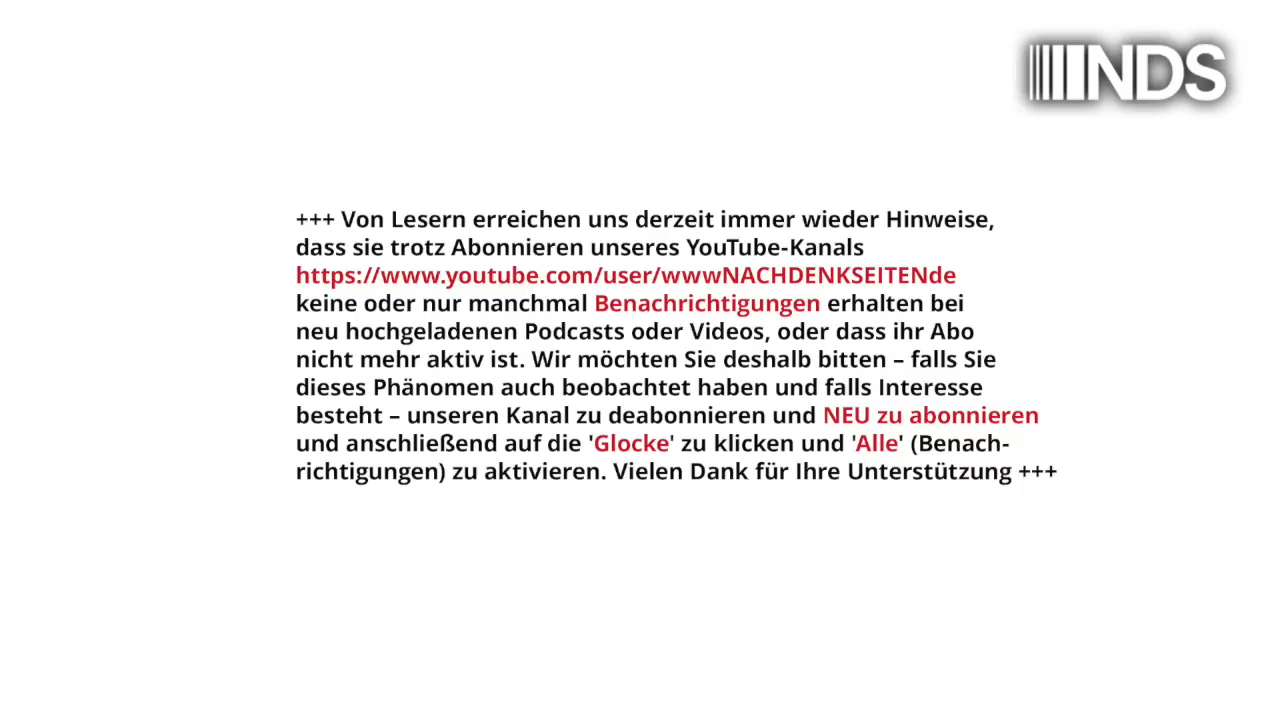 NDS
+++ Von Lesern erreichen uns derzeit immer wieder Hinweise,
dass sie trotz Abonnieren unseres YouTube-Kanals
https://www.youtube.com/user/wwwNACHDENKSEITENde
keine oder nur manchmal Benachrichtigungen erhalten bei
neu hochgeladenen Podcasts oder Videos, oder dass ihr Abo
nicht mehr aktiv ist. Wir möchten Sie deshalb bitten – falls Sie
dieses Phänomen auch beobachtet haben und falls Interesse
besteht – unseren Kanal zu deabonnieren und NEU zu abonnieren
und anschließend auf die 'Glocke' zu klicken und 'Alle' (Benach-
richtigungen) zu aktivieren. Vielen Dank für Ihre Unterstützung +++